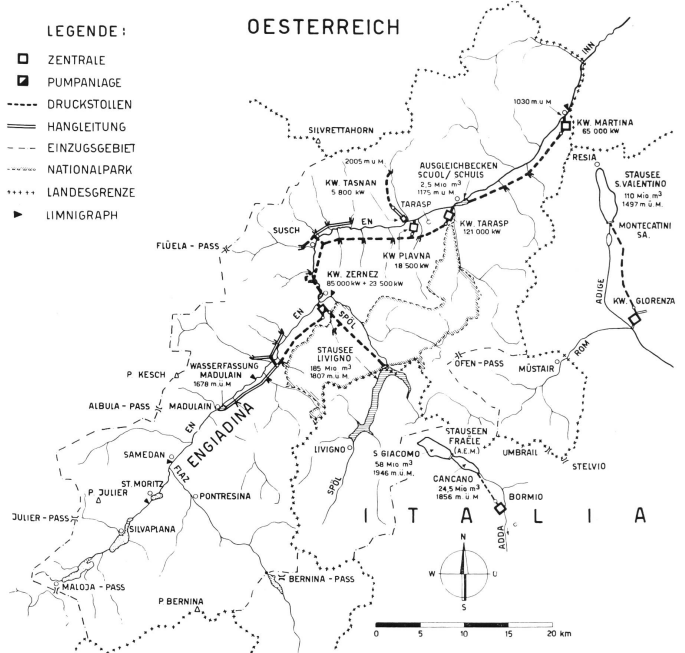 OESTERREICH
LEGENDE:
ZENTRALE
PUMPANLAGE
DRUCKSTOLLEN
HANGLEITUNG
EINZUGSGEBIET
NATIONALPARK
LANDESGRENZE
LIMNIGRAPH
INN
1030 m ü M
KW. MARTINA
65 000 kW
SILVRETTAHORN
2005 m ü M
KW. TASNAN
5 800 kW
AUSGLEICHBECKEN
SCUOL/SCHULS
2,5 Mio m³
1175 m ü M
TARASP
RESIA
STAUSEE
S. VALENTINO
110 Mio m³
1497 m ü. M.
MONTECATINI
SA.
EN
SUSCH
KW. TARASP
121 000 kW
FLÜELA - PASS
KW PLAVNA
18 500 kW
KW. ZERNEZ
85 000 kW + 23 500 kW
ADIGE
KW. GLORENZA
EN
SPÖL
STAUSEE
LIVIGNO
185 Mio m³
1807 m ü. M
WASSERFASSUNG
MADULAIN
1678 m. ü M
ROM
OFEN - PASS
MÜSTAIR
P KESCH
ALBULA - PASS
MADULAIN
EN
ENGIADINA
STAUSEEN
FRAËLE
(A.E.M.)
UMBRAIL
STELVIO
LIVIGNO
S GIACOMO
58 Mio m³
1946 m. ü. M.
SAMEDAN
FLAZ
CANCANO
24,5 Mio m³
1856 m. ü M
BORMIO
SPÖL
ST. MORITZ
P. JULIER
PONTRESINA
ITALIA
JULIER - PASS
SILVAPLANA
ADDA
N
W
U
S
MALOJA - PASS
BERNINA - PASS
P BERNINA
0 5 10 15 20 km